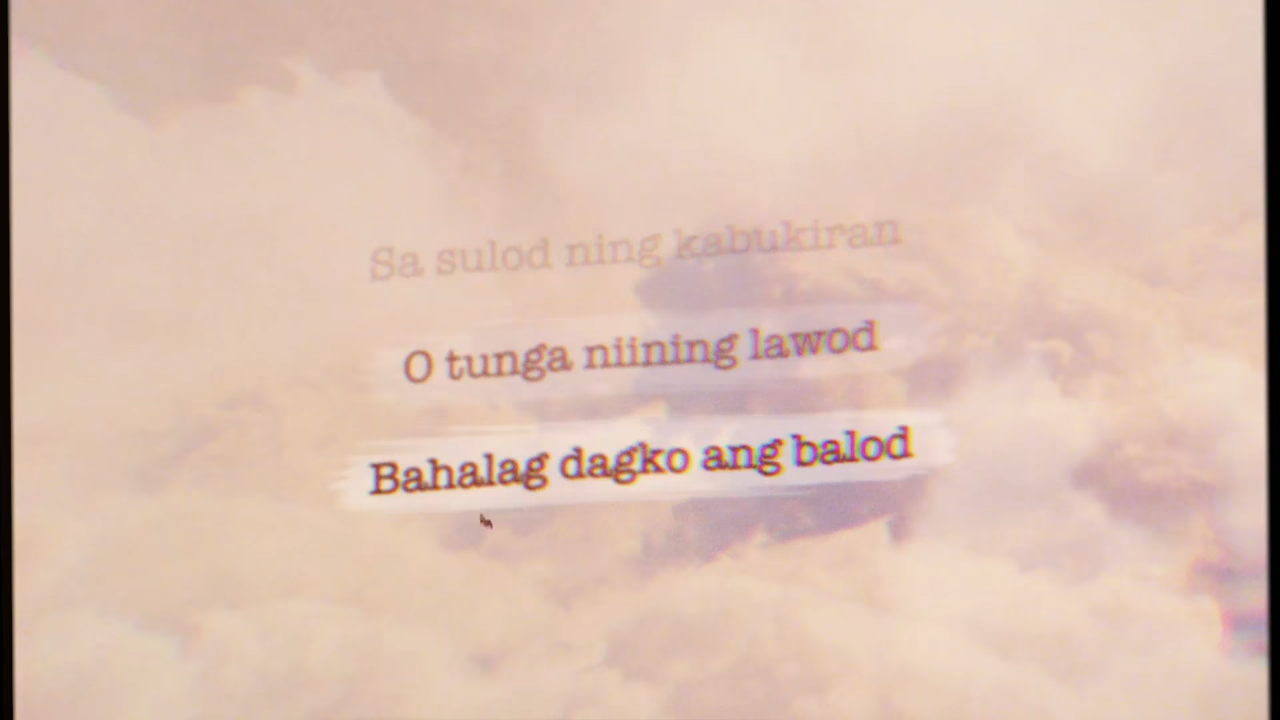 Sa sulod ning kabukiran
O tunga niining lawod
Bahalag dagko ang balod